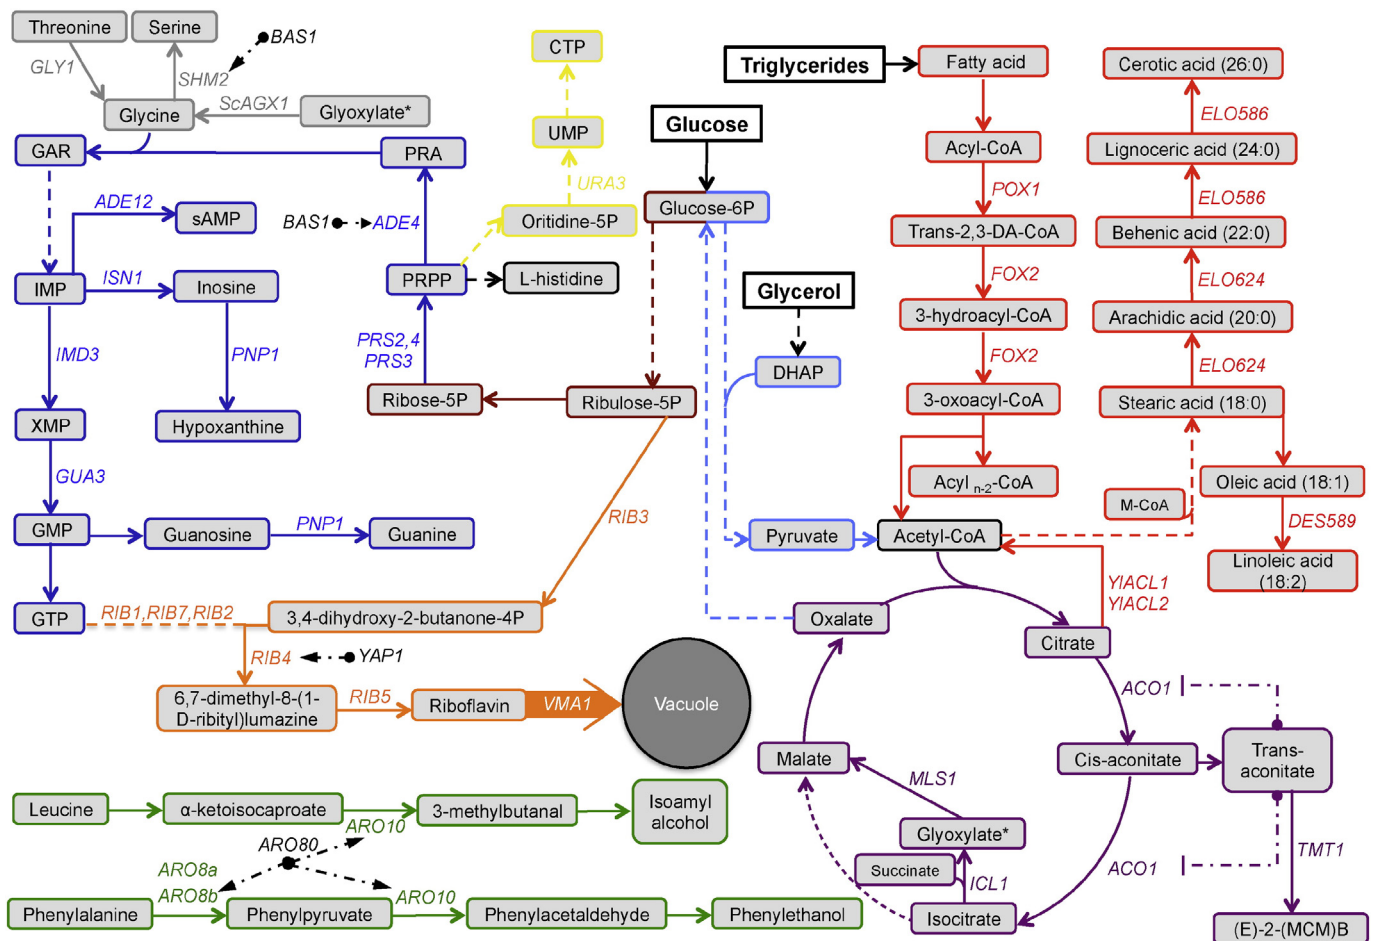 Threonine
Serine
BAS1
GLY1
SHM2
Glycine
ScAGX1
Glyoxylate*
GAR
PRA
ADE12
sAMP
BAS1
ADE4
IMP
ISN1
Inosine
PRPP
L-histidine
IMD3
PNP1
PRS2,4
PRS3
Ribose-5P
Ribulose-5P
XMP
Hypoxanthine
GUA3
GMP
Guanosine
PNP1
Guanine
GTP
CTP
UMP
URA3
Oritidine-5P
Glucose
Glucose-6P
Glycerol
DHAP
Pyruvate
Acetyl-CoA
Triglycerides
Fatty acid
Acyl-CoA
POX1
Trans-2,3-DA-CoA
FOX2
3-hydroacyl-CoA
FOX2
3-oxoacyl-CoA
Acyl n-2-CoA
Cerotic acid (26:0)
ELO586
Lignoceric acid (24:0)
ELO586
Behenic acid (22:0)
ELO624
Arachidic acid (20:0)
ELO624
Stearic acid (18:0)
M-CoA
Oleic acid (18:1)
DES589
Linoleic acid
(18:2)
RIB3
RIB1,RIB7,RIB2
3,4-dihydroxy-2-butanone-4P
RIB4
YAP1
6,7-dimethyl-8-(1-
D-ribityl)lumazine
RIB5
Riboflavin
VMA1
Vacuole
YlACL1
YlACL2
Oxalate
Citrate
ACO1
Malate
Cis-aconitate
Trans-
aconitate
MLS1
Glyoxylate*
Succinate
ICL1
Isocitrate
ACO1
TMT1
(E)-2-(MCM)B
Leucine
α-ketoisocaproate
3-methylbutanal
Isoamyl
alcohol
ARO10
ARO80
ARO8a
ARO8b
ARO10
Phenylalanine
Phenylpyruvate
Phenylacetaldehyde
Phenylethanol